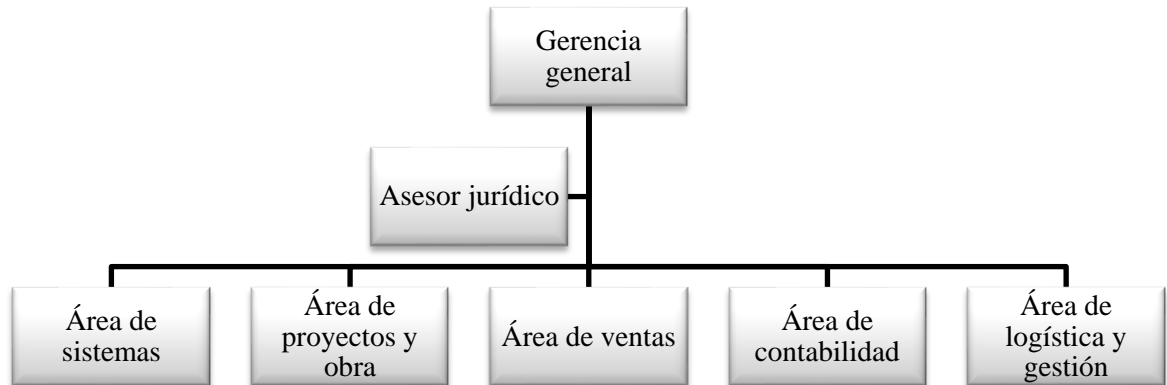 Gerencia
general
Asesor jurídico
Área de
sistemas
Área de
proyectos y
obra
Área de ventas
Área de
contabilidad
Área de
logística y
gestión